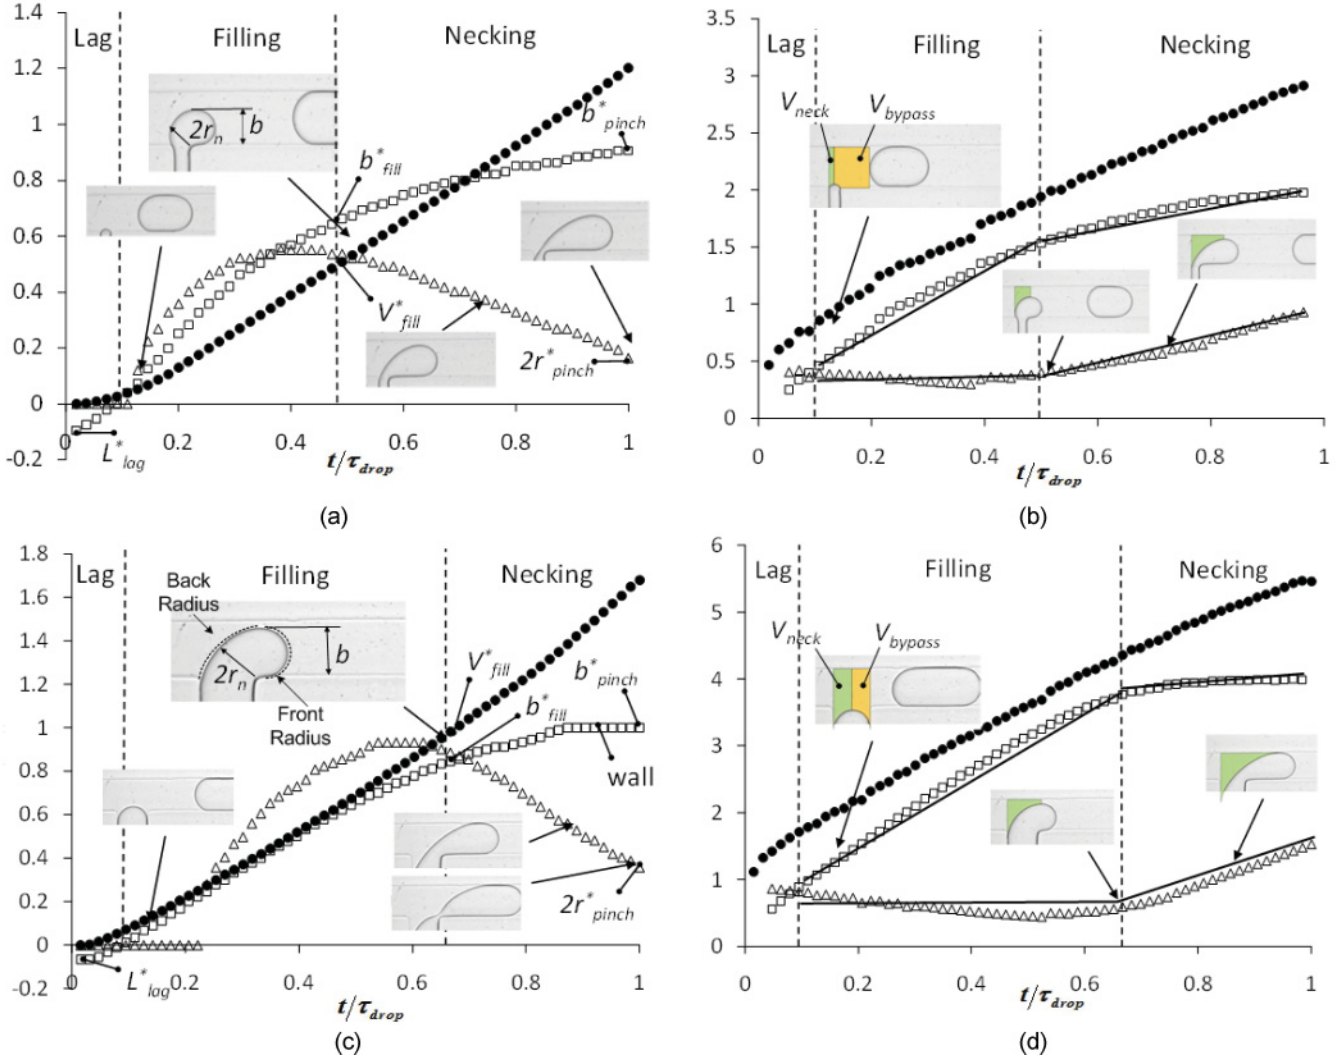 1.4
1.2
1
0.8
0.6
0.4
0.2
0
-0.2
Lag
Filling
Necking
2rn
b
b*pinch
b*fill
V*fill
2r*pinch
L*lag
0
0.2
0.4
0.6
0.8
1
t/τdrop
(a)
3.5
3
2.5
2
1.5
1
0.5
0
Lag
Filling
Necking
Vneck
Vbypass
0
0.2
0.4
0.6
0.8
1
t/τdrop
(b)
1.8
1.6
1.4
1.2
1
0.8
0.6
0.4
0.2
0
-0.2
Lag
Filling
Necking
Back
Radius
2rn
b
Front
Radius
V*fill
b*fill
b*pinch
wall
2r*pinch
L*lag
0
0.2
0.4
0.6
0.8
1
t/τdrop
(c)
6
5
4
3
2
1
0
Lag
Filling
Necking
Vneck
Vbypass
0
0.2
0.4
0.6
0.8
1
t/τdrop
(d)